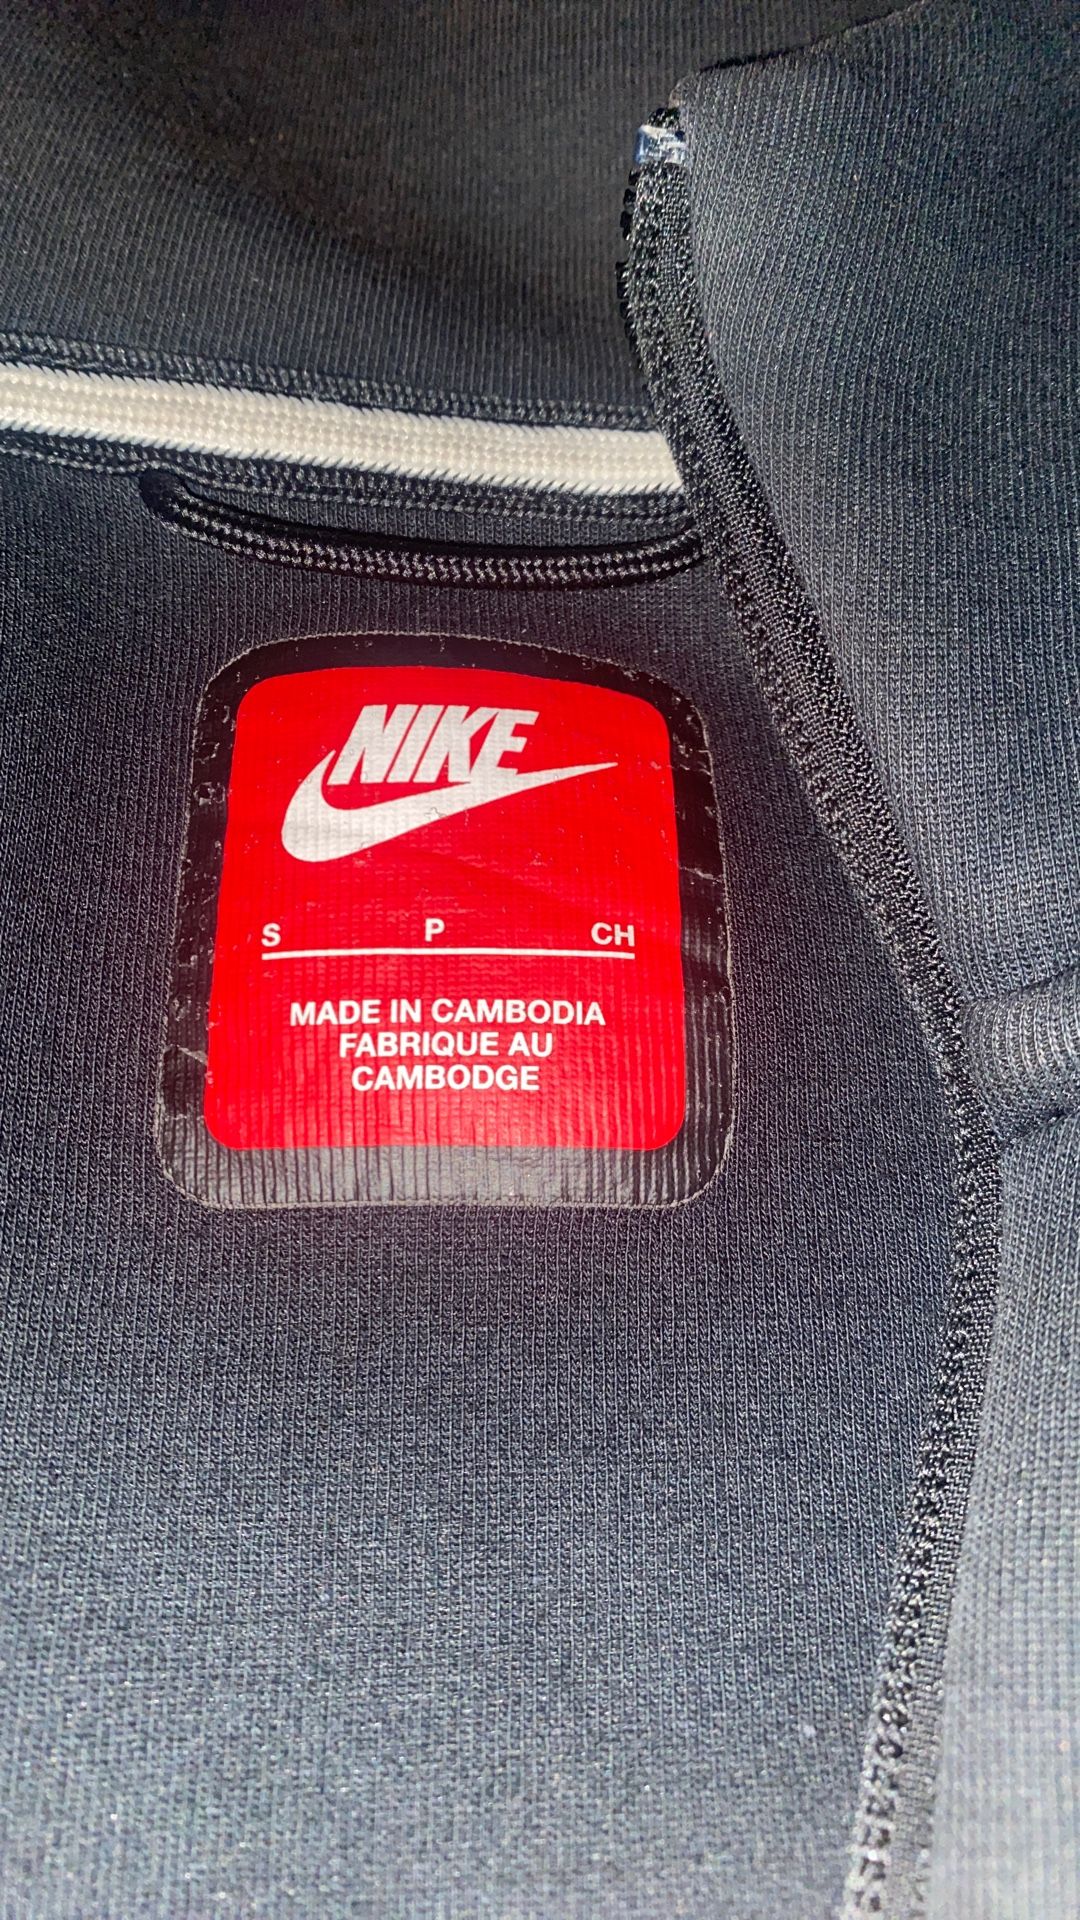 NIKE
S P CH
MADE IN CAMBODIA
FABRIQUE AU
CAMBODGE